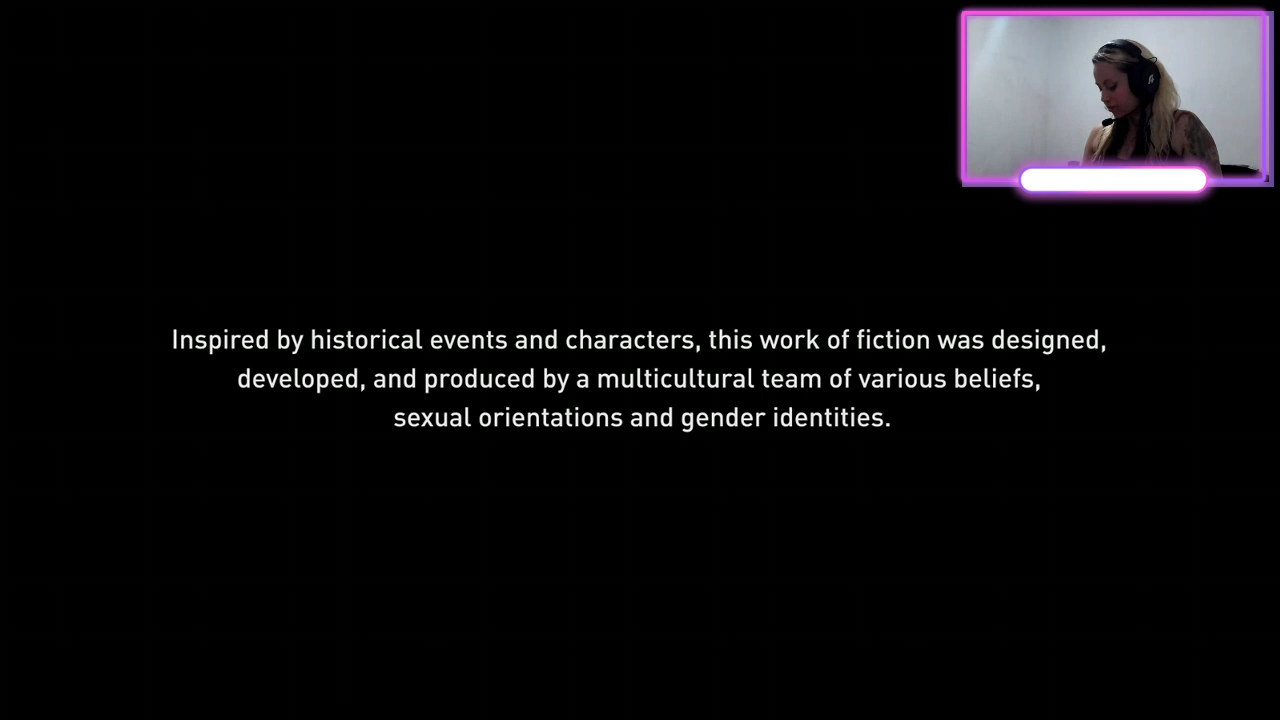 Inspired by historical events and characters, this work of fiction was designed,
developed, and produced by a multicultural team of various beliefs,
sexual orientations and gender identities.